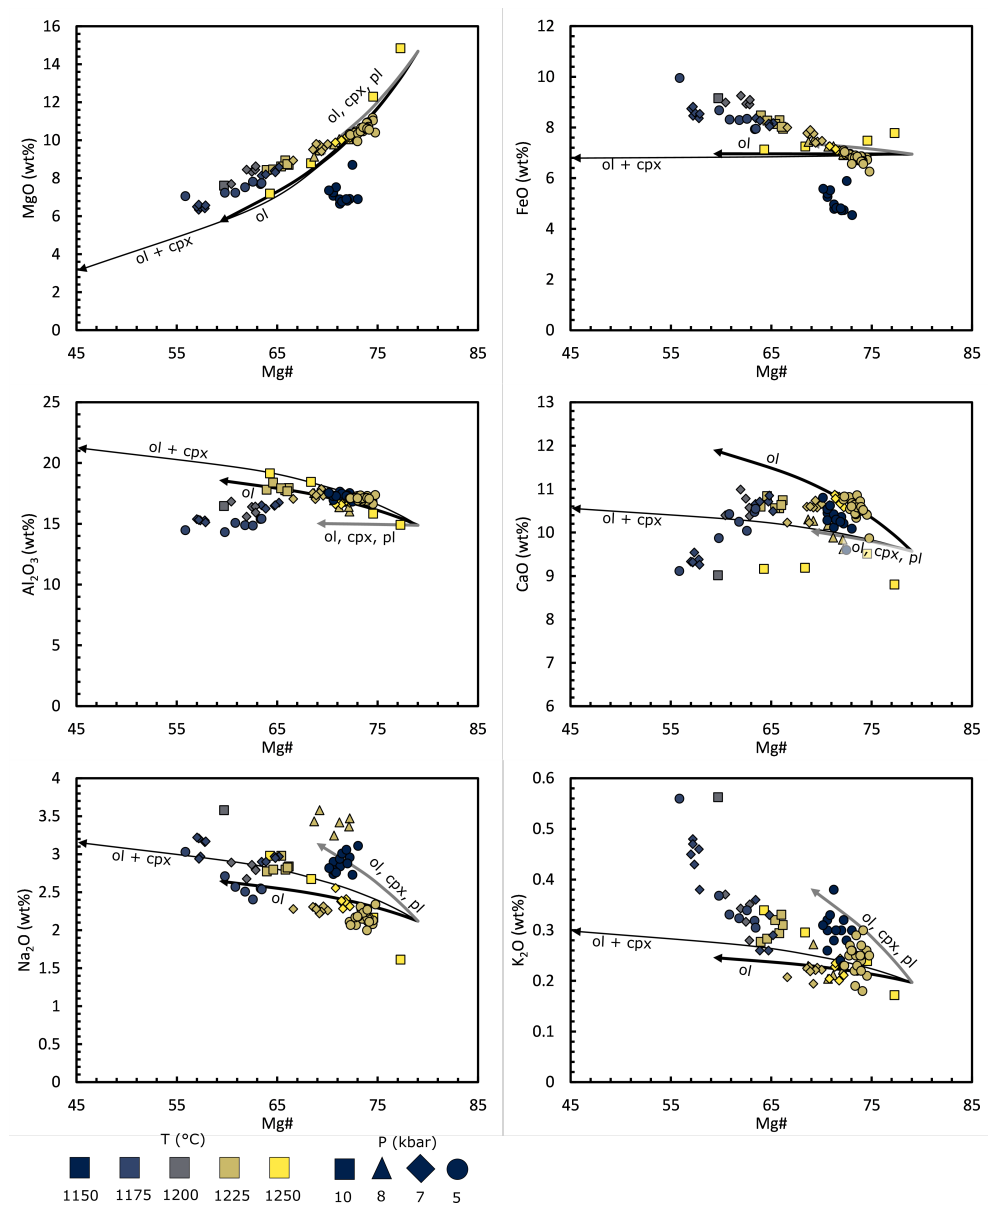 16
14
12
10
8
6
4
2
0
MgO (wt%)
ol, cpx, pl
ol
ol + cpx
45
55
65
75
85
Mg#
12
10
8
6
4
2
0
FeO (wt%)
ol
ol + cpx
45
55
65
75
85
Mg#
25
20
15
10
5
0
Al2O3 (wt%)
ol + cpx
ol
ol, cpx, pl
45
55
65
75
85
Mg#
13
12
11
10
9
8
7
6
CaO (wt%)
ol
ol + cpx
ol, cpx, pl
45
55
65
75
85
Mg#
4
3.5
3
2.5
2
1.5
1
0.5
0
Na2O (wt%)
ol + cpx
ol
ol, cpx, pl
45
55
65
75
85
Mg#
0.6
0.5
0.4
0.3
0.2
0.1
0
K2O (wt%)
ol, cpx, pl
ol + cpx
ol
45
55
65
75
85
Mg#
T (°C)
1150 1175 1200 1225 1250
P (kbar)
10 8 7 5